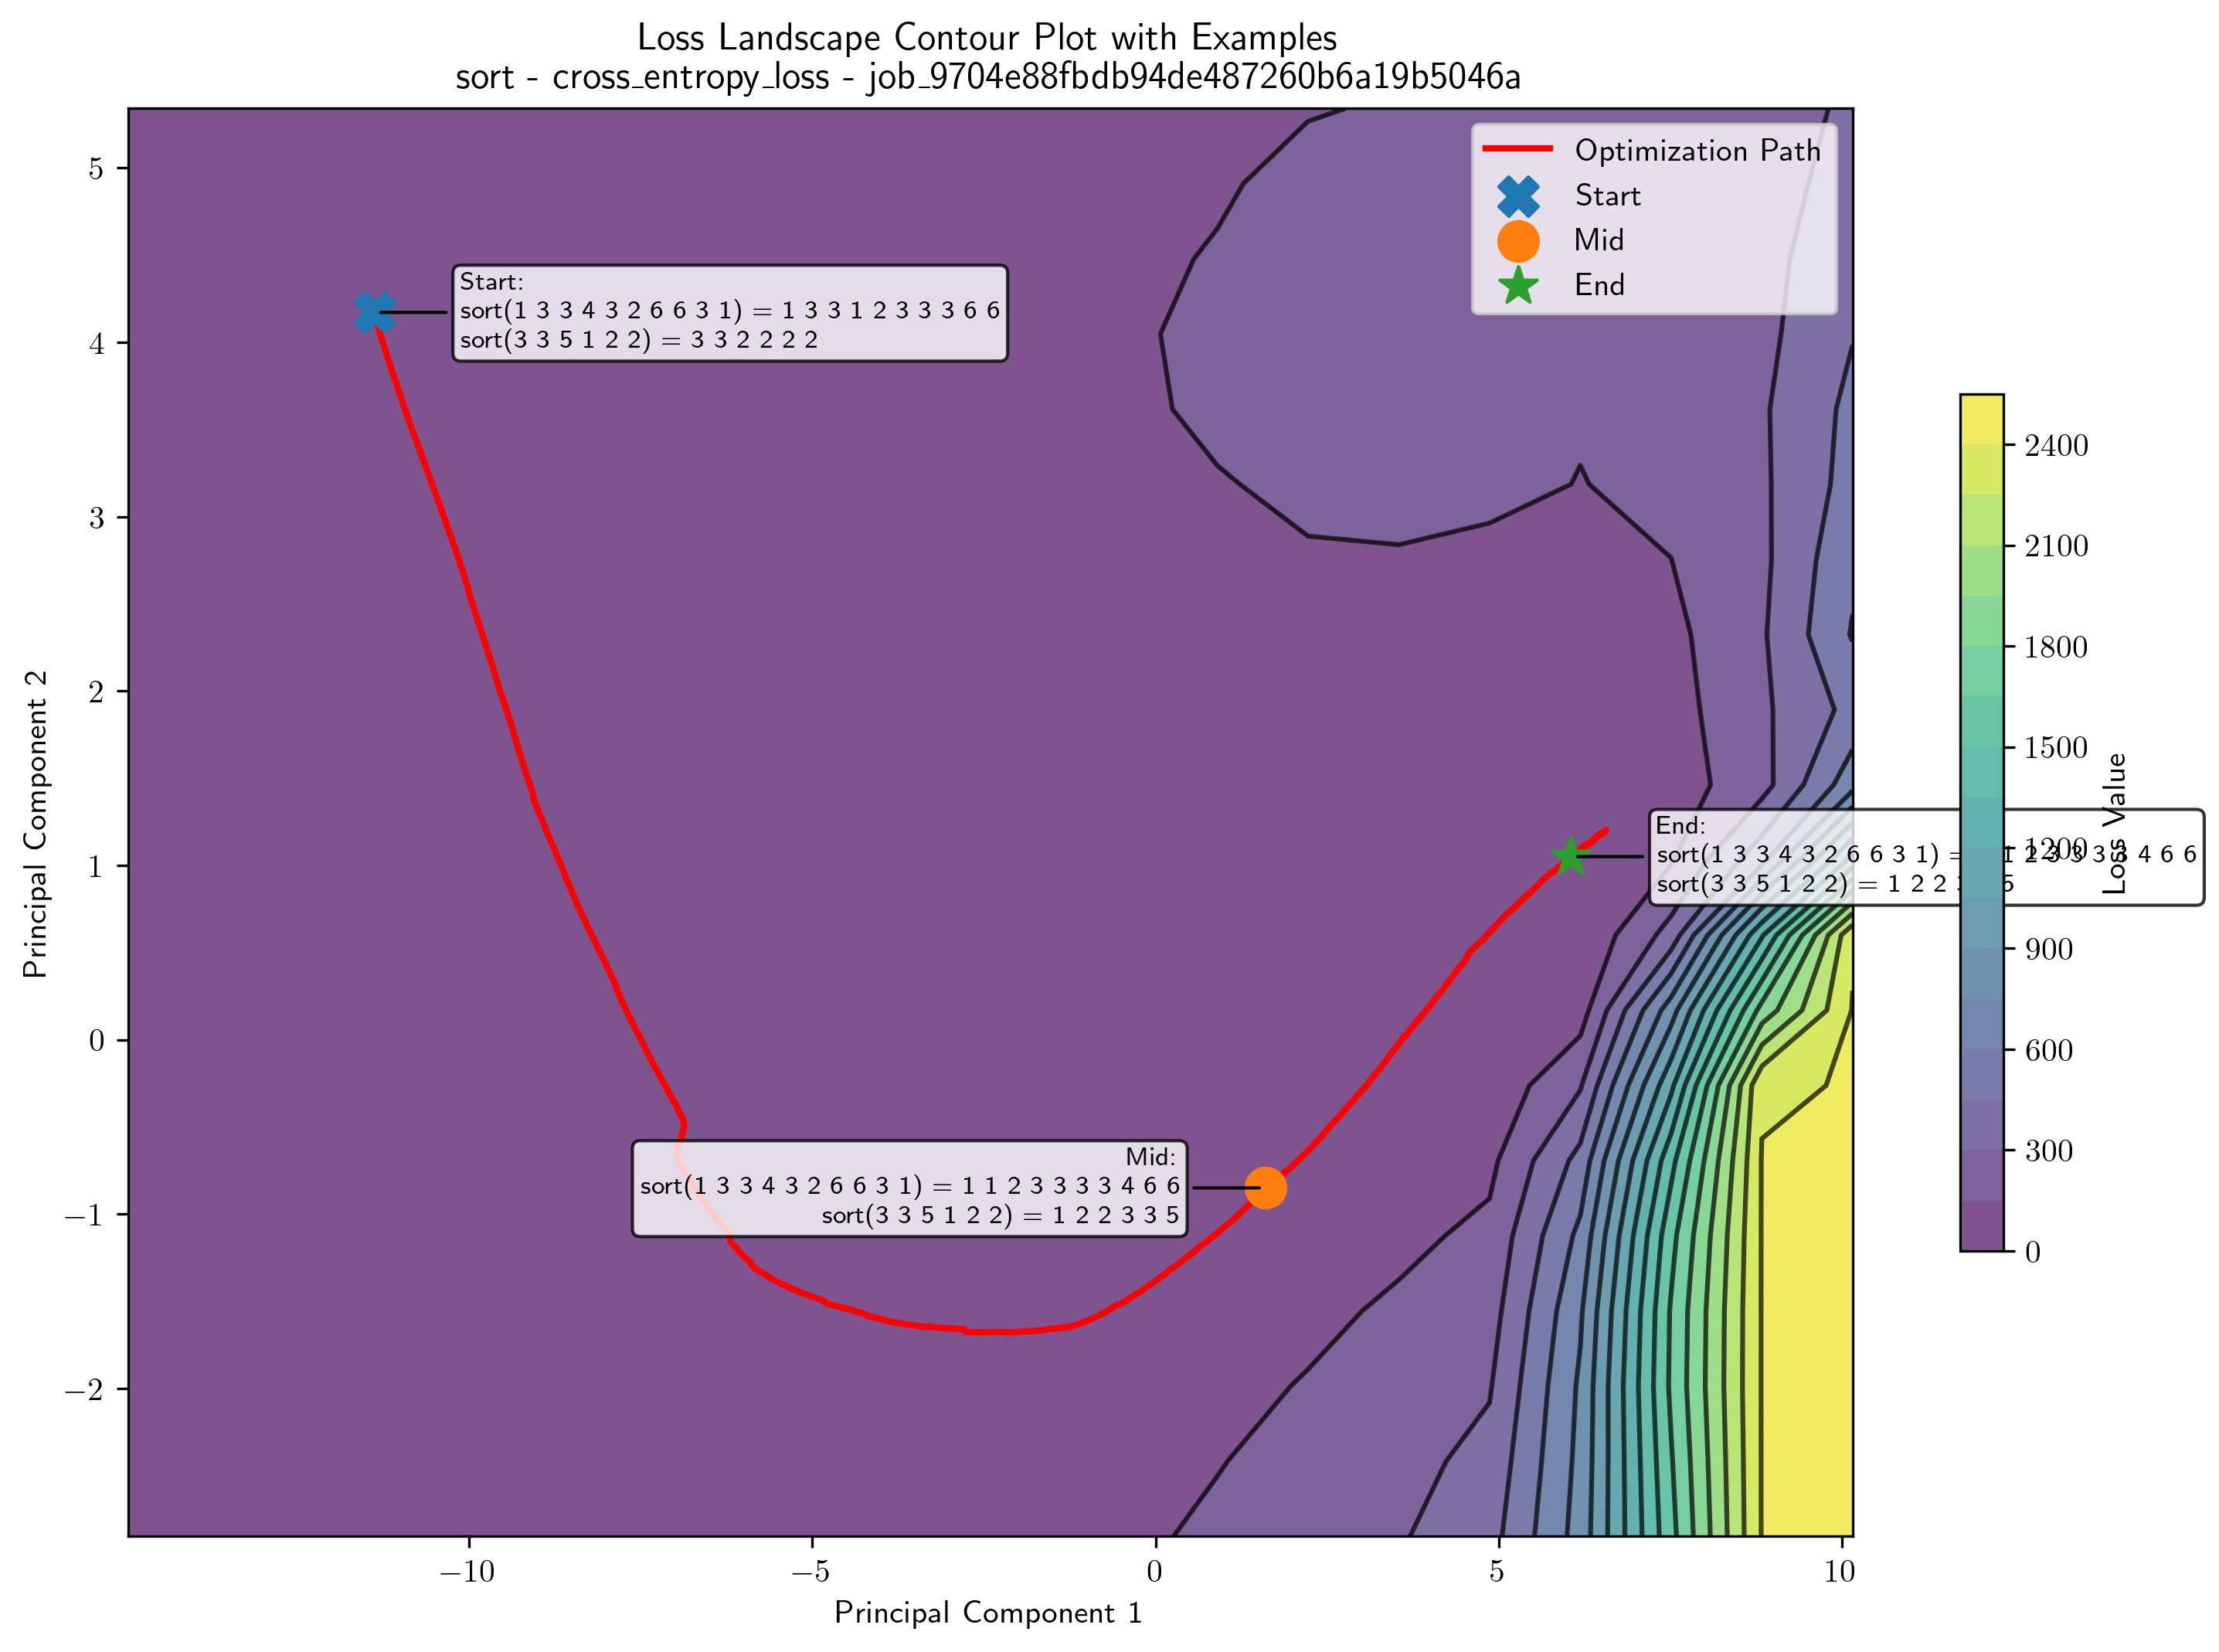 Loss Landscape Contour Plot with Examples
sort - cross_entropy_loss - job_9704e88fbdb94de487260b6a19b5046a
Optimization Path
Start
Mid
End
Start:
sort(1 3 3 4 3 2 6 6 3 1) = 1 3 3 1 2 3 3 3 6 6
sort(3 3 5 1 2 2) = 3 3 2 2 2 2
End:
sort(1 3 3 4 3 2 6 6 3 1) = 1 2 3 3 3 3 4 6 6
sort(3 3 5 1 2 2) = 1 2 2 3 5
Mid:
sort(1 3 3 4 3 2 6 6 3 1) = 1 1 2 3 3 3 3 4 6 6
sort(3 3 5 1 2 2) = 1 2 2 3 3 5
5
4
3
2
1
0
−1
−2
Principal Component 2
−10
−5
0
5
10
Principal Component 1
2400
2100
1800
1500
1200
900
600
300
0
Loss Value